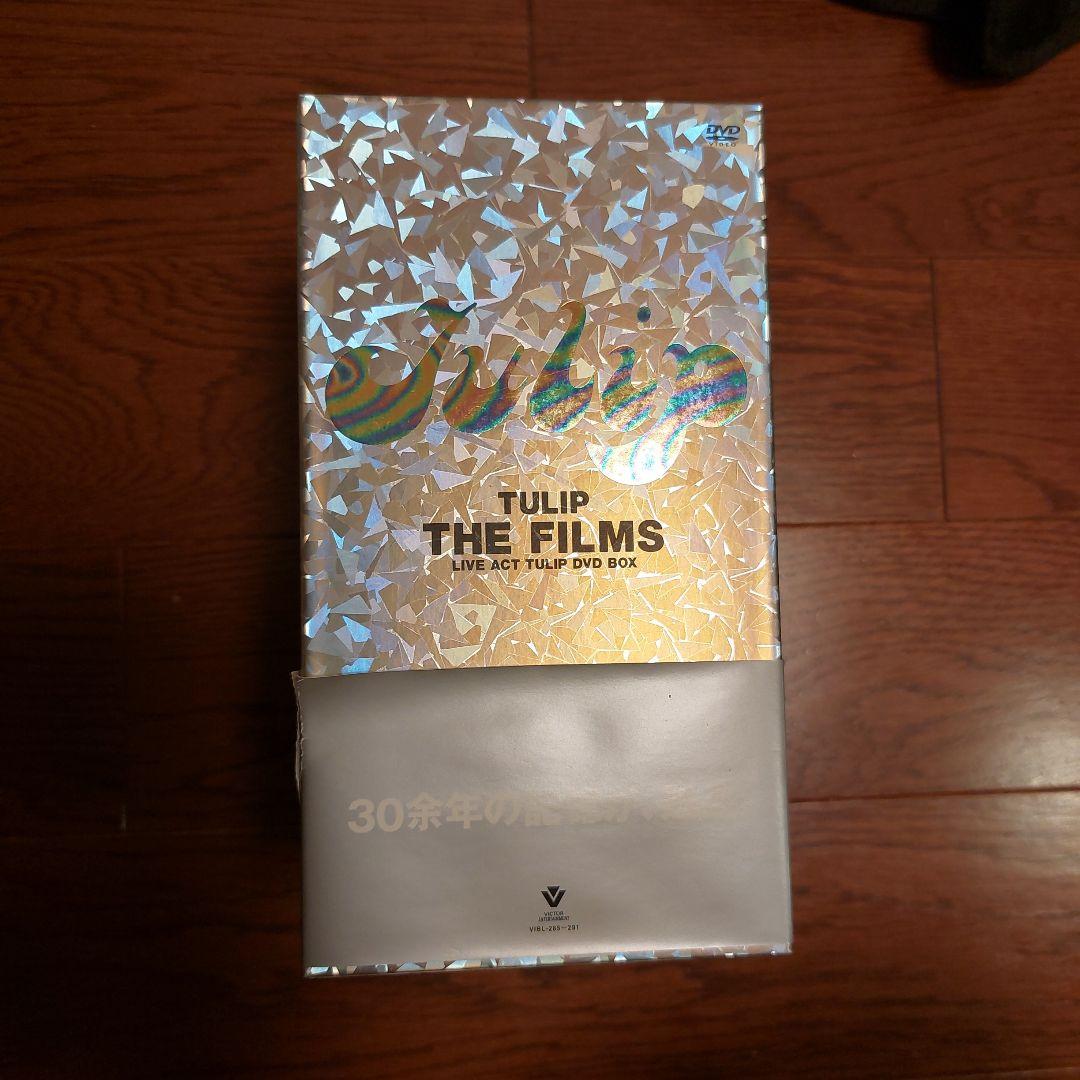 DVD
VIDEO
Tulip
TULIP
THE FILMS
LIVE ACT TULIP DVD BOX
30余年の
VICTOR
ENTERTAINMENT
VIBL-285~291